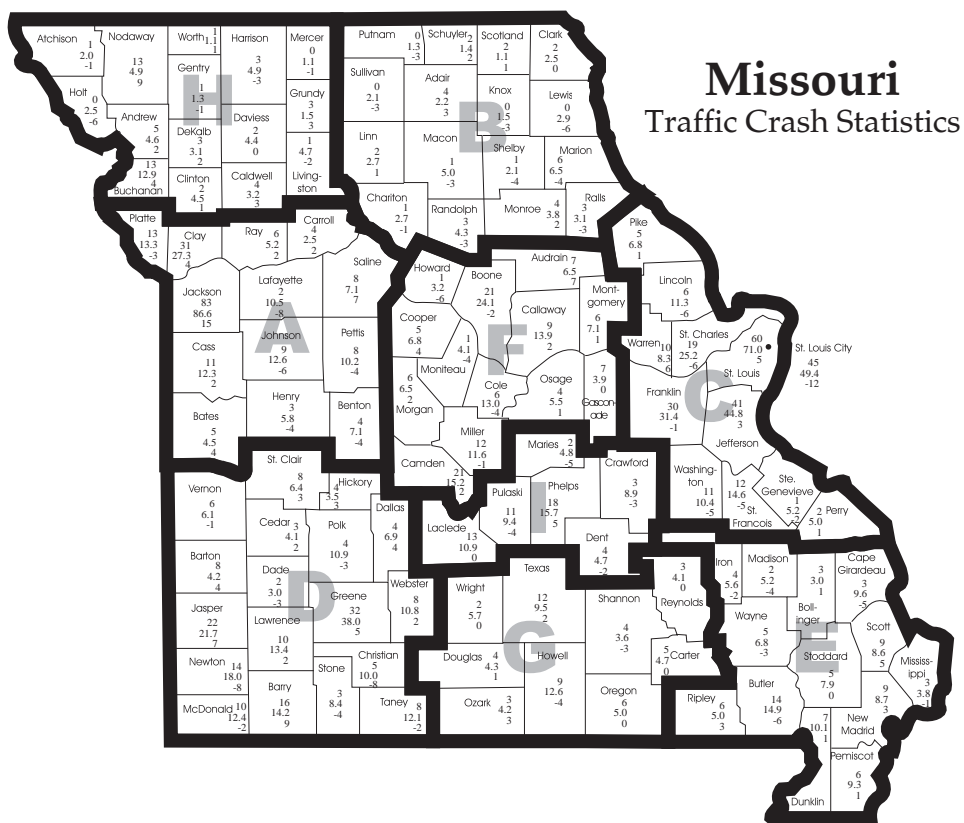 Missouri
Traffic Crash Statistics
Atchison
1
2.0
-1
Nodaway
13
4.9
9
Worth
1
1.1
1
Harrison
3
4.9
-3
Mercer
0
1.1
-1
Putnam
0
1.3
-3
Schuyler
2
1.4
2
Scotland
2
1.1
1
Clark
2
2.5
0
Holt
0
2.5
-6
Gentry
1
1.3
-1
H
Grundy
3
1.5
3
Sullivan
0
2.1
-3
Adair
4
2.2
3
Knox
0
1.5
-3
Lewis
0
2.9
-6
B
Andrew
5
4.6
2
DeKalb
3
3.1
2
Daviess
2
4.4
0
1
4.7
-2
Living-
ston
Linn
2
2.7
1
Macon
1
5.0
-3
Shelby
1
2.1
-4
Marion
6
6.5
-4
13
12.9
4
Buchanan
Clinton
2
4.5
1
Caldwell
4
3.2
3
Chariton
1
2.7
-1
Randolph
3
4.3
-3
Monroe
4
3.8
2
Ralls
3
3.1
-3
Platte
13
13.3
-3
Clay
31
27.3
4
Ray
6
5.2
2
Carroll
4
2.5
2
Saline
8
7.1
7
Howard
1
3.2
-6
Boone
21
24.1
-2
Audrain
7
6.5
7
Pike
5
6.8
1
Jackson
83
86.6
15
Lafayette
2
10.5
-8
A
Johnson
9
12.6
-6
Pettis
8
10.2
-4
Cooper
5
6.8
4
Callaway
9
13.9
2
F
Mont-
gomery
6
7.1
1
Lincoln
6
11.3
-6
Warren
10
8.3
6
St. Charles
19
25.2
-6
60
71.0
5
St. Louis
St. Louis City
45
49.4
-12
Cass
11
12.3
2
1
4.1
-4
Moniteau
Cole
6
13.0
-4
Osage
4
5.5
1
7
3.9
0
Gascon-
ade
Franklin
30
31.4
-1
C
41
44.8
3
Jefferson
Bates
5
4.5
4
Henry
3
5.8
-4
Benton
4
7.1
-4
6
6.5
2
Morgan
Miller
12
11.6
-1
Camden
21
15.2
2
Maries
2
4.8
-5
Phelps
18
15.7
5
I
Pulaski
11
9.4
-4
Crawford
3
8.9
-3
Washing-
ton
11
10.4
-5
12
14.6
-5
St.
Francois
Ste.
Genevieve
1
5.2
-2
Perry
2
5.0
1
Vernon
6
6.1
-1
St. Clair
8
6.4
3
Hickory
4
3.5
3
Cedar
3
4.1
2
Polk
4
10.9
-3
Dallas
4
6.9
4
Laclede
13
10.9
0
Dent
4
4.7
-2
Barton
8
4.2
4
Dade
2
3.0
-3
D
Greene
32
38.0
5
Webster
8
10.8
2
Wright
2
5.7
0
Texas
12
9.5
2
Shannon
4
3.6
-3
3
4.1
0
Reynolds
Iron
4
5.6
-2
Madison
2
5.2
-4
3
3.0
1
Boll-
inger
Cape
Girardeau
3
9.6
-5
Jasper
22
21.7
7
Lawrence
10
13.4
2
Wayne
5
6.8
-3
E
Stoddard
5
7.9
0
Scott
9
8.6
5
Mississ-
ippi
3
3.8
-1
Newton
14
18.0
-8
Stone
3
8.4
-4
Christian
5
10.0
-8
Douglas
4
4.3
1
G
Howell
9
12.6
-4
5
4.7
0
Carter
McDonald
10
12.4
-2
Barry
16
14.2
9
Taney
8
12.1
-2
Ozark
3
4.2
3
Oregon
6
5.0
0
Ripley
6
5.0
3
Butler
14
14.9
-6
9
8.7
3
New
Madrid
7
10.1
1
Dunklin
Pemiscot
6
9.3
1